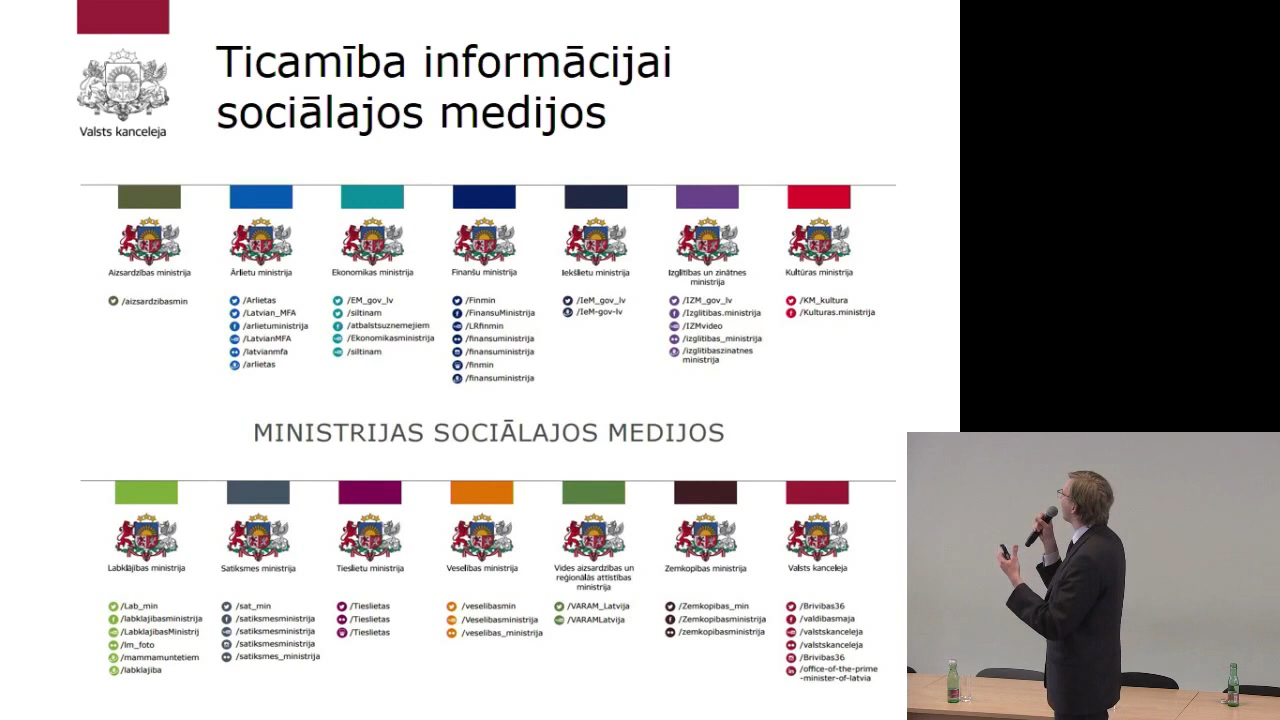 Ticamība informācijai
sociālajos medijos
Valsts kanceleja
Aizsardzības ministrija
/aizsardzibasmin
Ārlietu ministrija
/Arlietas
/Latvian_MFA
/arlietuministrija
/LatvianMFA
/latvianmfa
/arlietas
Ekonomikas ministrija
/EM_gov_lv
/siltinam
/atbalstsuznemejiem
/Ekonomikasministrija
/siltinam
Finanšu ministrija
/Finmin
/FinansuMinistrija
/LRfinmin
/finansuministrija
/finansuministrija
/finmin
/finansuministrija
Iekšlietu ministrija
/IeM_gov_lv
/IeM-gov-lv
Izglītības un zinātnes
ministrija
/IZM_gov_lv
/Izglitibas.ministrija
/IZMvideo
/izglitibas_ministrija
/izglitibaszinatnes
ministrija
Kultūras ministrija
/KM_kultura
/Kulturas.ministrija
MINISTRIJAS SOCIĀLAJOS MEDIJOS
Labklājības ministrija
/Lab_min
/labklajibasministrija
/LabklajibasMinistrij
/lm_foto
/mammamuntetiem
/labklajiba
Satiksmes ministrija
/sat_min
/satiksmesministrija
/satiksmesministrija
/satiksmesministrija
/satiksmes_ministrija
Tieslietu ministrija
/Tieslietas
/Tieslietas
/Tieslietas
Veselības ministrija
/veselibasmin
/Veselibasministrija
/veselibas_ministrija
Vides aizsardzības un
reģionālās attīstības
ministrija
/VARAM_Latvija
/VARAMLatvija
Zemkopības ministrija
/Zemkopibas_min
/Zemkopibasministrija
/zemkopibasministrija
Valsts kanceleja
/Brivibas36
/valdibasmaja
/valstskanceleja
/valstskanceleja
/Brivibas36
/office-of-the-prime
-minister-of-latvia